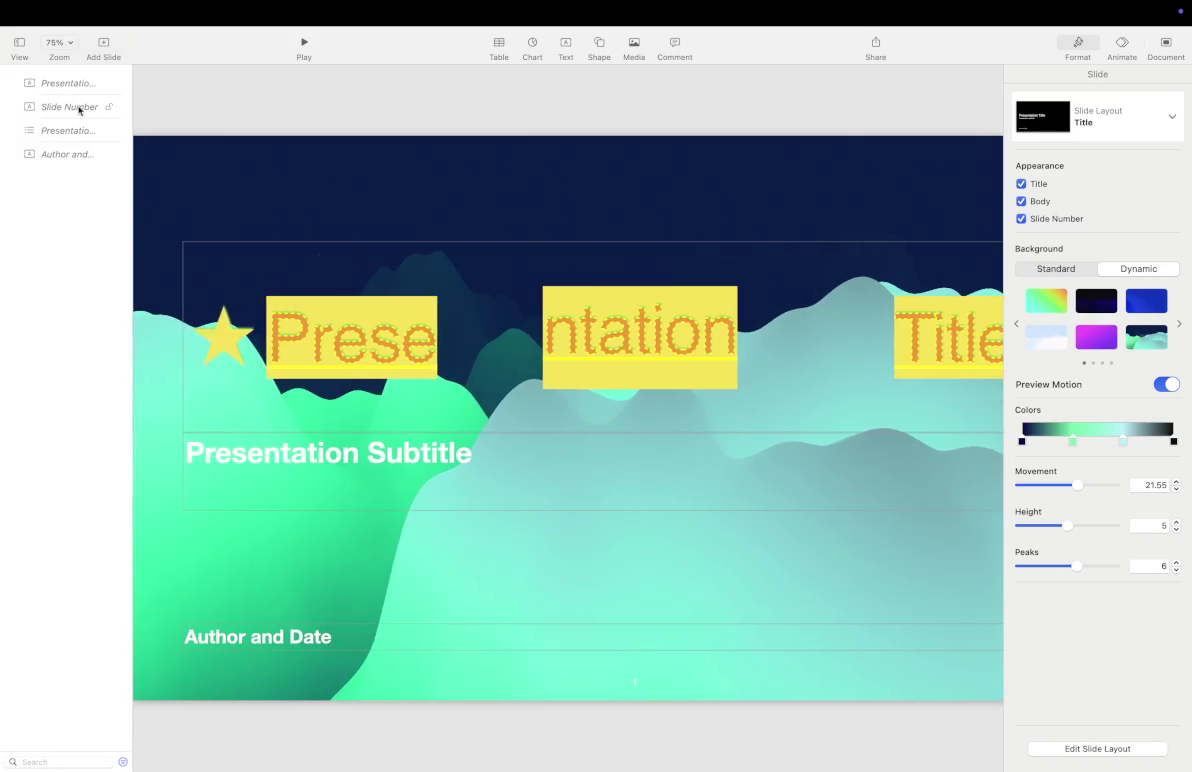 75%
View
Zoom
Add Slide
Play
Table
Chart
Text
Shape
Media
Comment
Share
Format
Animate
Document
Presentatio...
Slide Number
Presentatio...
Author and...
Search
Presentation Title
Presentation Subtitle
Author and Date
1
Slide
Slide Layout
Title
Appearance
Title
Body
Slide Number
Background
Standard
Dynamic
Preview Motion
Colors
Movement
21.55
Height
5
Peaks
6
Edit Slide Layout